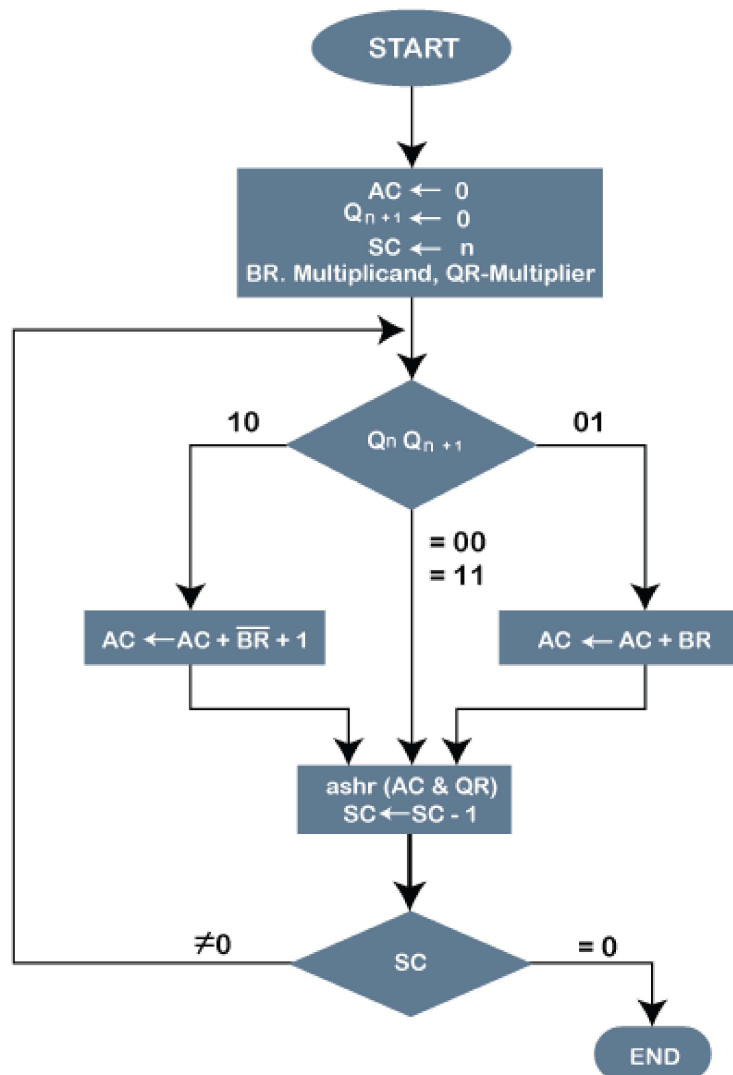 START
AC ← 0
Qn+1 ← 0
SC ← n
BR. Multiplicand, QR-Multiplier
10
Qn Qn+1
01
= 00
= 11
AC ← AC + B̅R̅ + 1
AC ← AC + BR
ashr (AC & QR)
SC ← SC - 1
≠0
SC
= 0
END